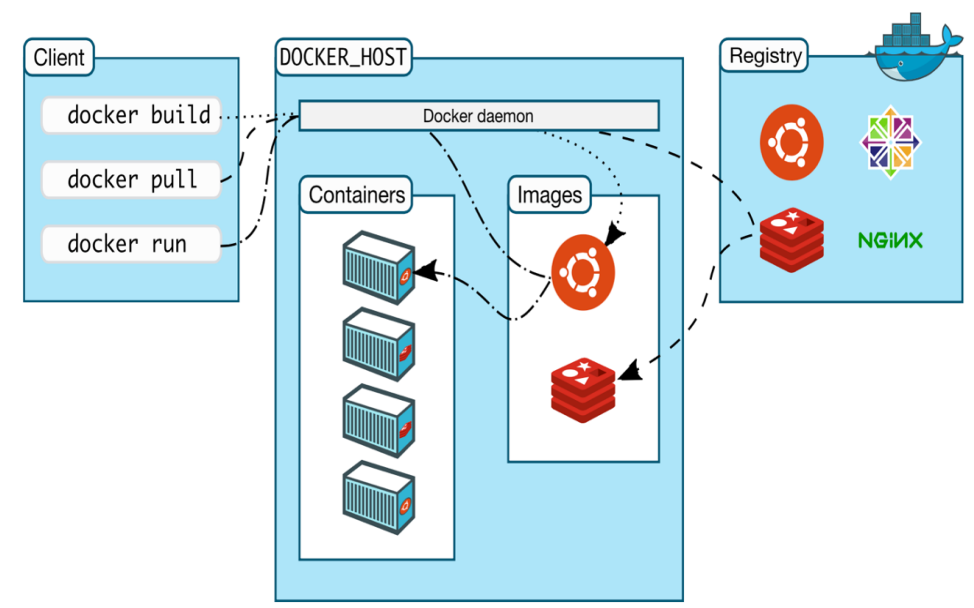 Client
docker build
docker pull
docker run
DOCKER_HOST
Docker daemon
Containers
Images
Registry
NGiNX